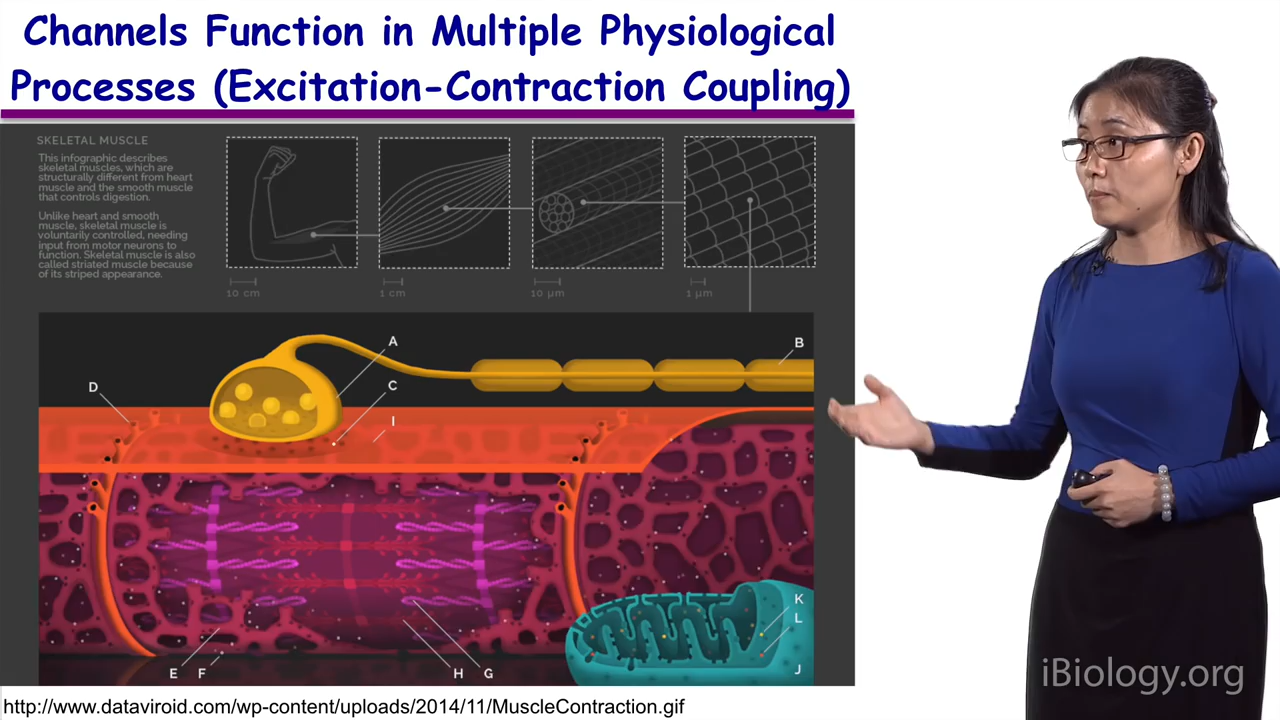 Channels Function in Multiple Physiological
Processes (Excitation-Contraction Coupling)
SKELETAL MUSCLE
This infographic describes
skeletal muscles, which are
structurally different from heart
muscle and the smooth muscle
that controls digestion.
Unlike heart and smooth
muscle, skeletal muscle is
voluntarily controlled, needing
input from motor neurons to
function. Skeletal muscle is also
called striated muscle because
of its striped appearance.
10 cm
1 cm
10 µm
1 µm
A
B
D
C
I
K
L
E
F
H
G
J
iBiology.org
http://www.dataviroid.com/wp-content/uploads/2014/11/MuscleContraction.gif